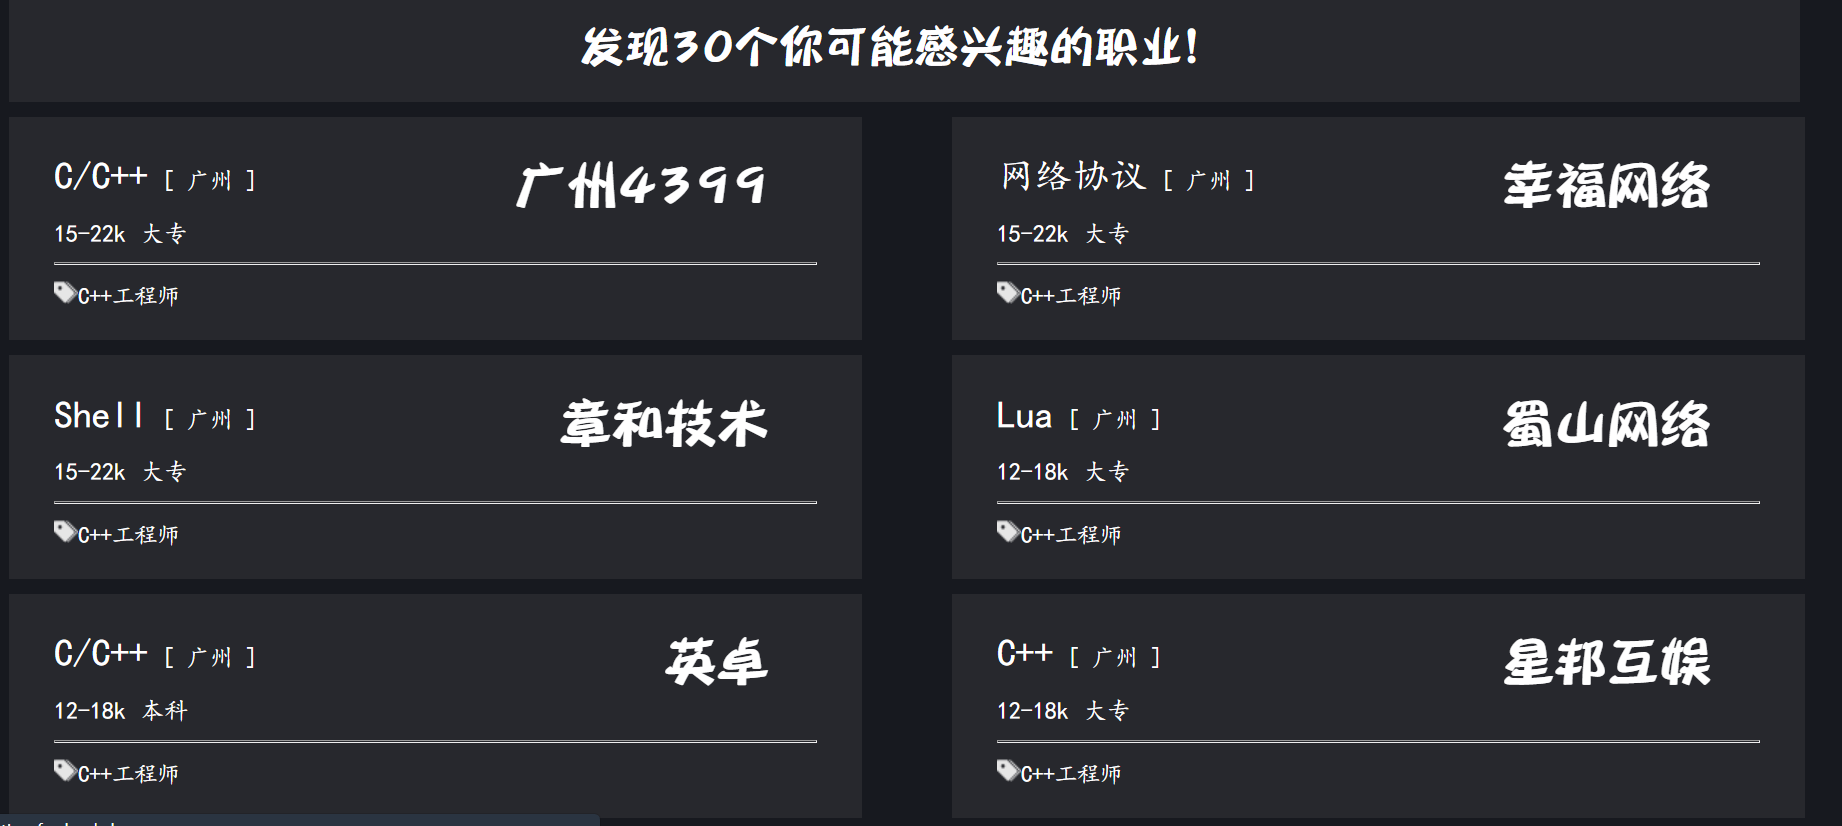 发现30个你可能感兴趣的职业!
C/C++ [ 广州 ] 广州4399
15-22k 大专
C++工程师
网络协议 [ 广州 ] 幸福网络
15-22k 大专
C++工程师
Shell [ 广州 ] 章和技术
15-22k 大专
C++工程师
Lua [ 广州 ] 蜀山网络
12-18k 大专
C++工程师
C/C++ [ 广州 ] 英卓
12-18k 本科
C++工程师
C++ [ 广州 ] 星邦互娱
12-18k 大专
C++工程师